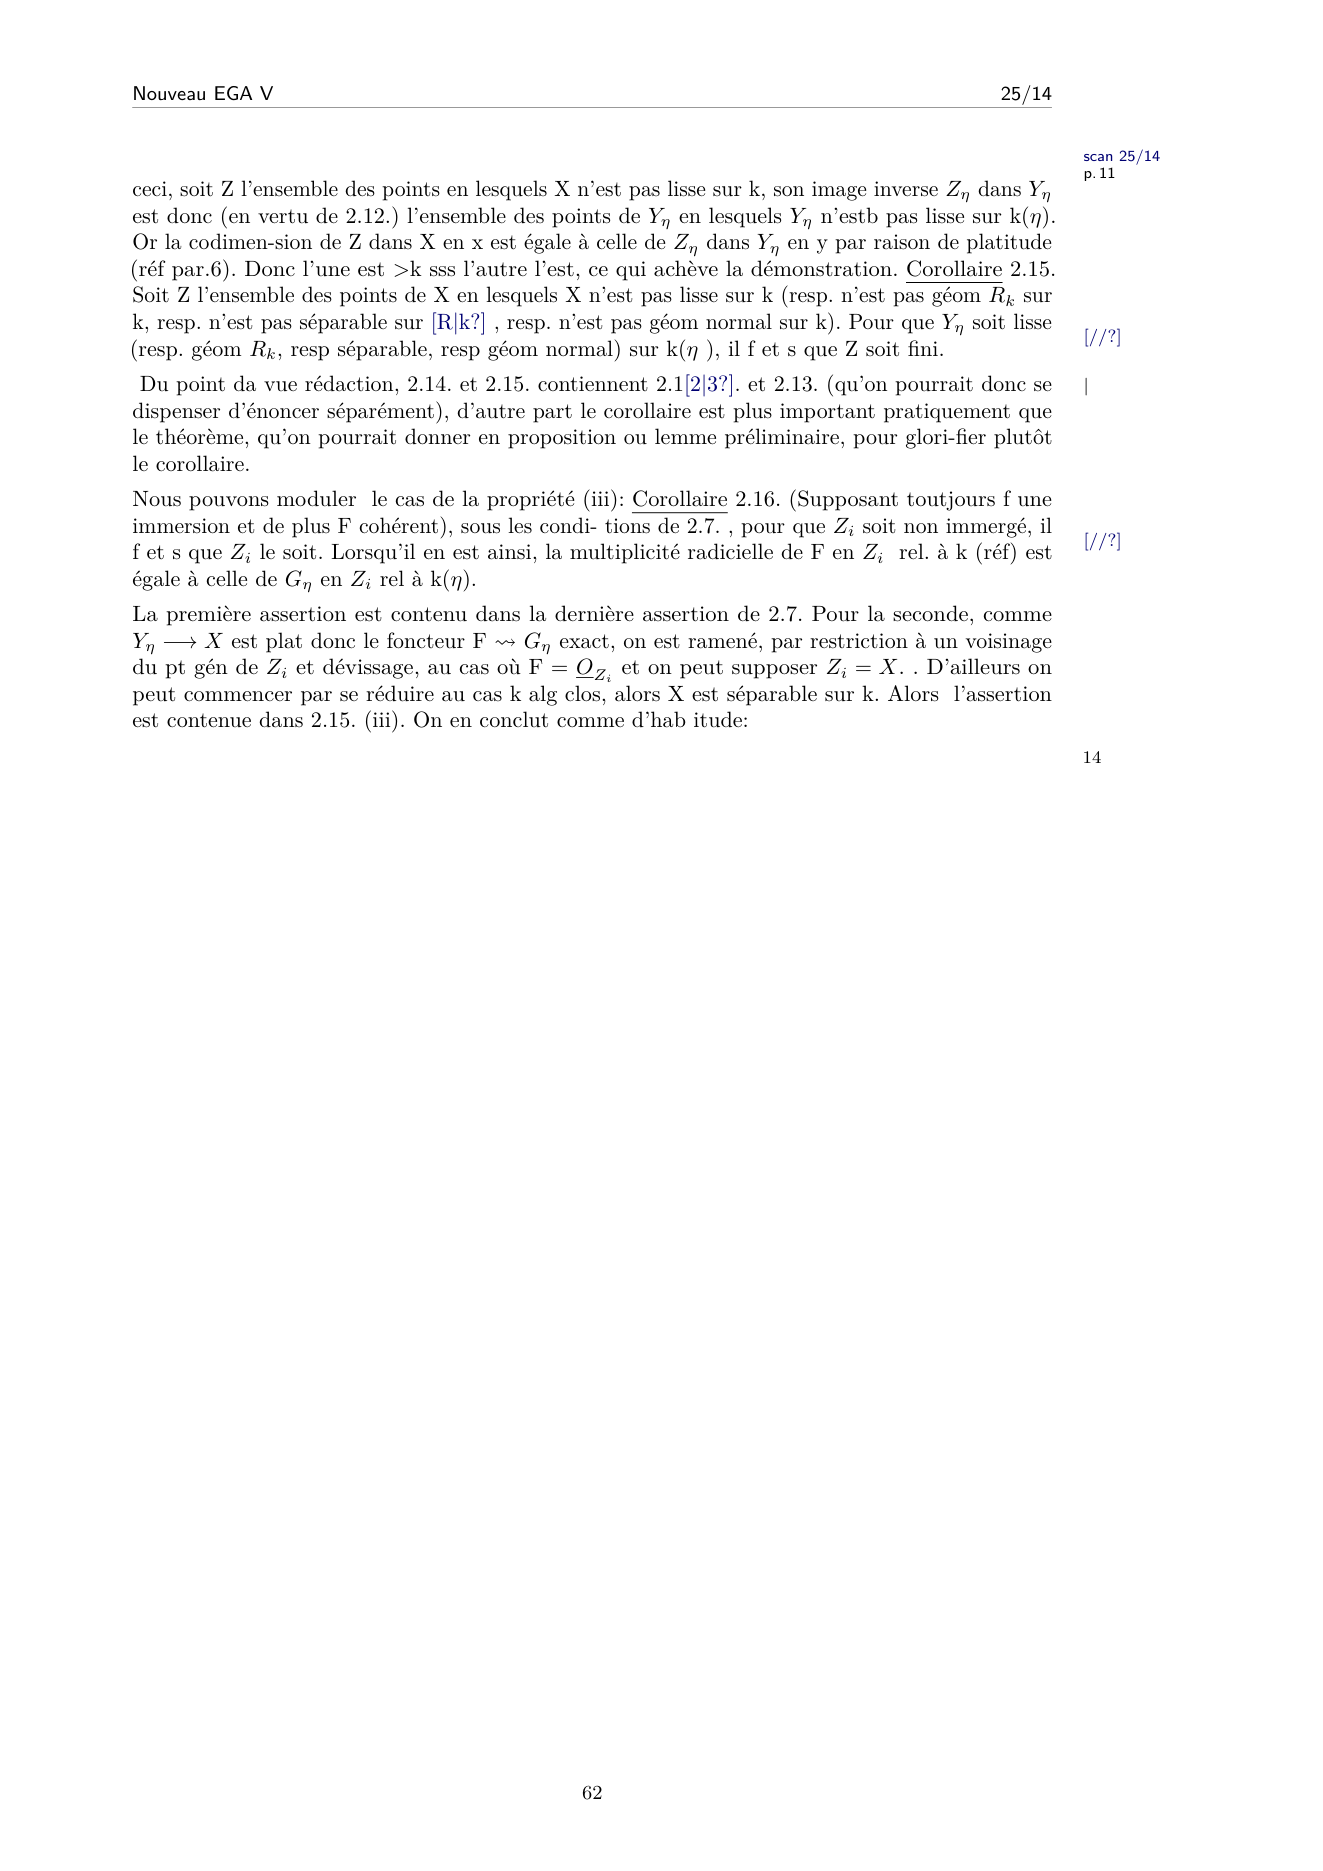 Nouveau EGA V 25/14
scan 25/14
p. 11
ceci, soit Z l'ensemble des points en lesquels X n'est pas lisse sur k, son image inverse Z_η dans Y_η
est donc (en vertu de 2.12.) l'ensemble des points de Y_η en lesquels Y_η n'estb pas lisse sur k(η).
Or la codimen-sion de Z dans X en x est égale à celle de Z_η dans Y_η en y par raison de platitude
(réf par.6). Donc l'une est >k sss l'autre l'est, ce qui achève la démonstration. Corollaire 2.15.
Soit Z l'ensemble des points de X en lesquels X n'est pas lisse sur k (resp. n'est pas géom R_k sur
k, resp. n'est pas séparable sur [R|k?] , resp. n'est pas géom normal sur k). Pour que Y_η soit lisse
[//?]
(resp. géom R_k, resp séparable, resp géom normal) sur k(η ), il f et s que Z soit fini.
Du point da vue rédaction, 2.14. et 2.15. contiennent 2.1[2|3?]. et 2.13. (qu'on pourrait donc se
|
dispenser d'énoncer séparément), d'autre part le corollaire est plus important pratiquement que
le théorème, qu'on pourrait donner en proposition ou lemme préliminaire, pour glori-fier plutôt
le corollaire.
Nous pouvons moduler le cas de la propriété (iii): Corollaire 2.16. (Supposant toutjours f une
immersion et de plus F cohérent), sous les condi- tions de 2.7. , pour que Z_i soit non immergé, il
[//?]
f et s que Z_i le soit. Lorsqu'il en est ainsi, la multiplicité radicielle de F en Z_i rel. à k (réf) est
égale à celle de G_η en Z_i rel à k(η).
La première assertion est contenu dans la dernière assertion de 2.7. Pour la seconde, comme
Y_η ⟶ X est plat donc le foncteur F ⇝ G_η exact, on est ramené, par restriction à un voisinage
du pt gén de Z_i et dévissage, au cas où F = O_{Z_i} et on peut supposer Z_i = X. . D'ailleurs on
peut commencer par se réduire au cas k alg clos, alors X est séparable sur k. Alors l'assertion
est contenue dans 2.15. (iii). On en conclut comme d'hab itude:
14
62